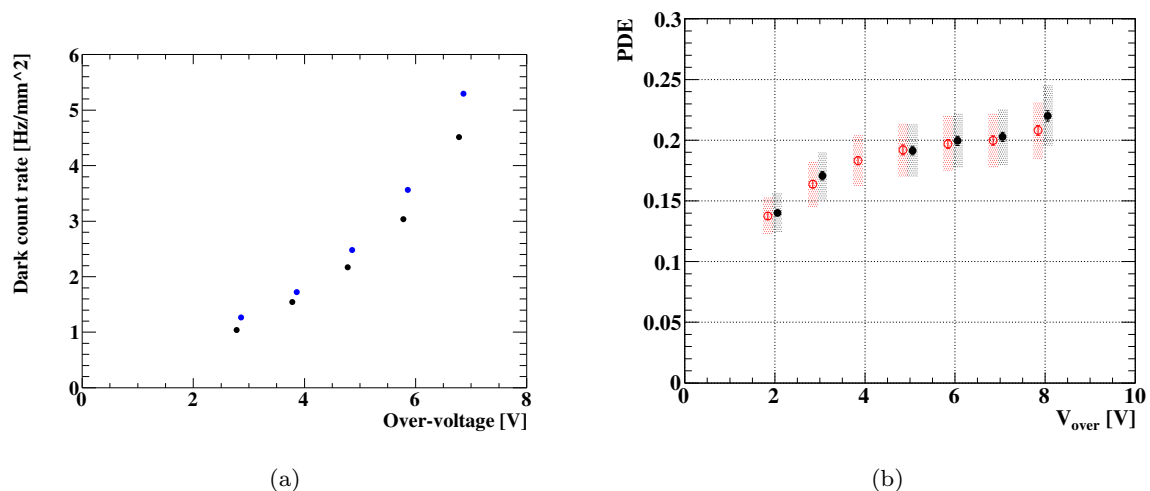 Dark count rate [Hz/mm^2]
6
5
4
3
2
1
0
0 2 4 6 8
Over-voltage [V]
(a)
PDE
0.3
0.25
0.2
0.15
0.1
0.05
0
0 2 4 6 8 10
V_over [V]
(b)